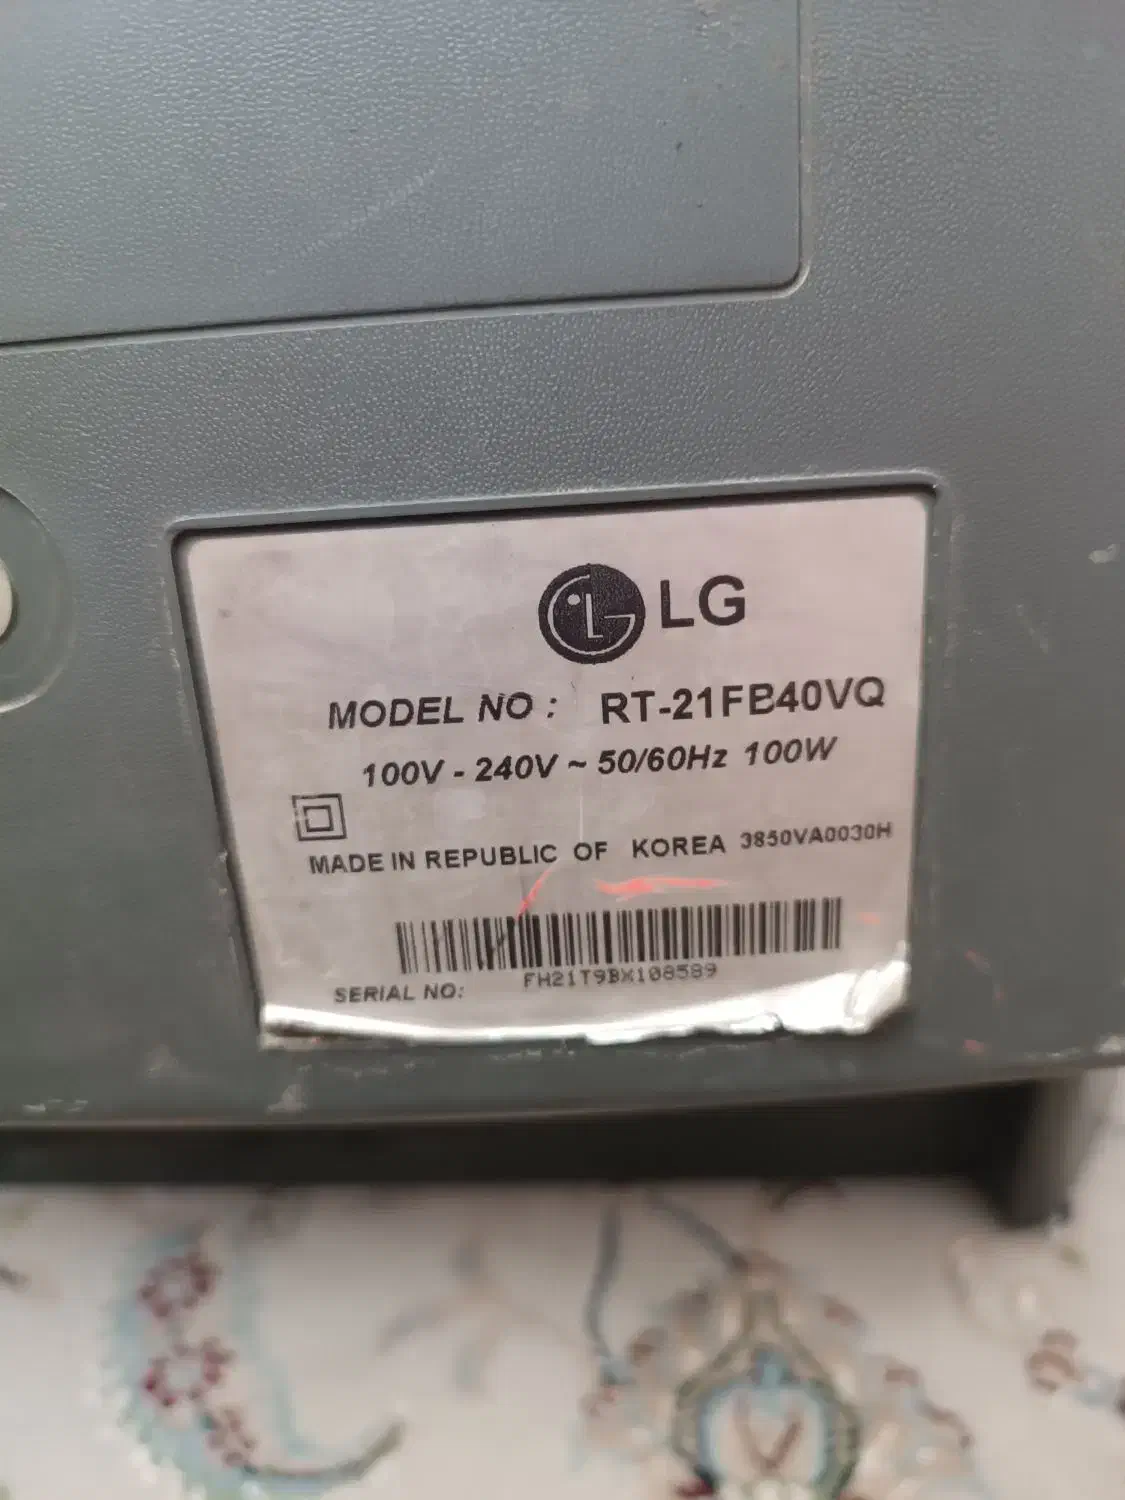 LG
MODEL NO : RT-21FB40VQ
100V - 240V ~ 50/60Hz 100W
MADE IN REPUBLIC OF KOREA 3850VA0030H
SERIAL NO: FH21T9BX108589